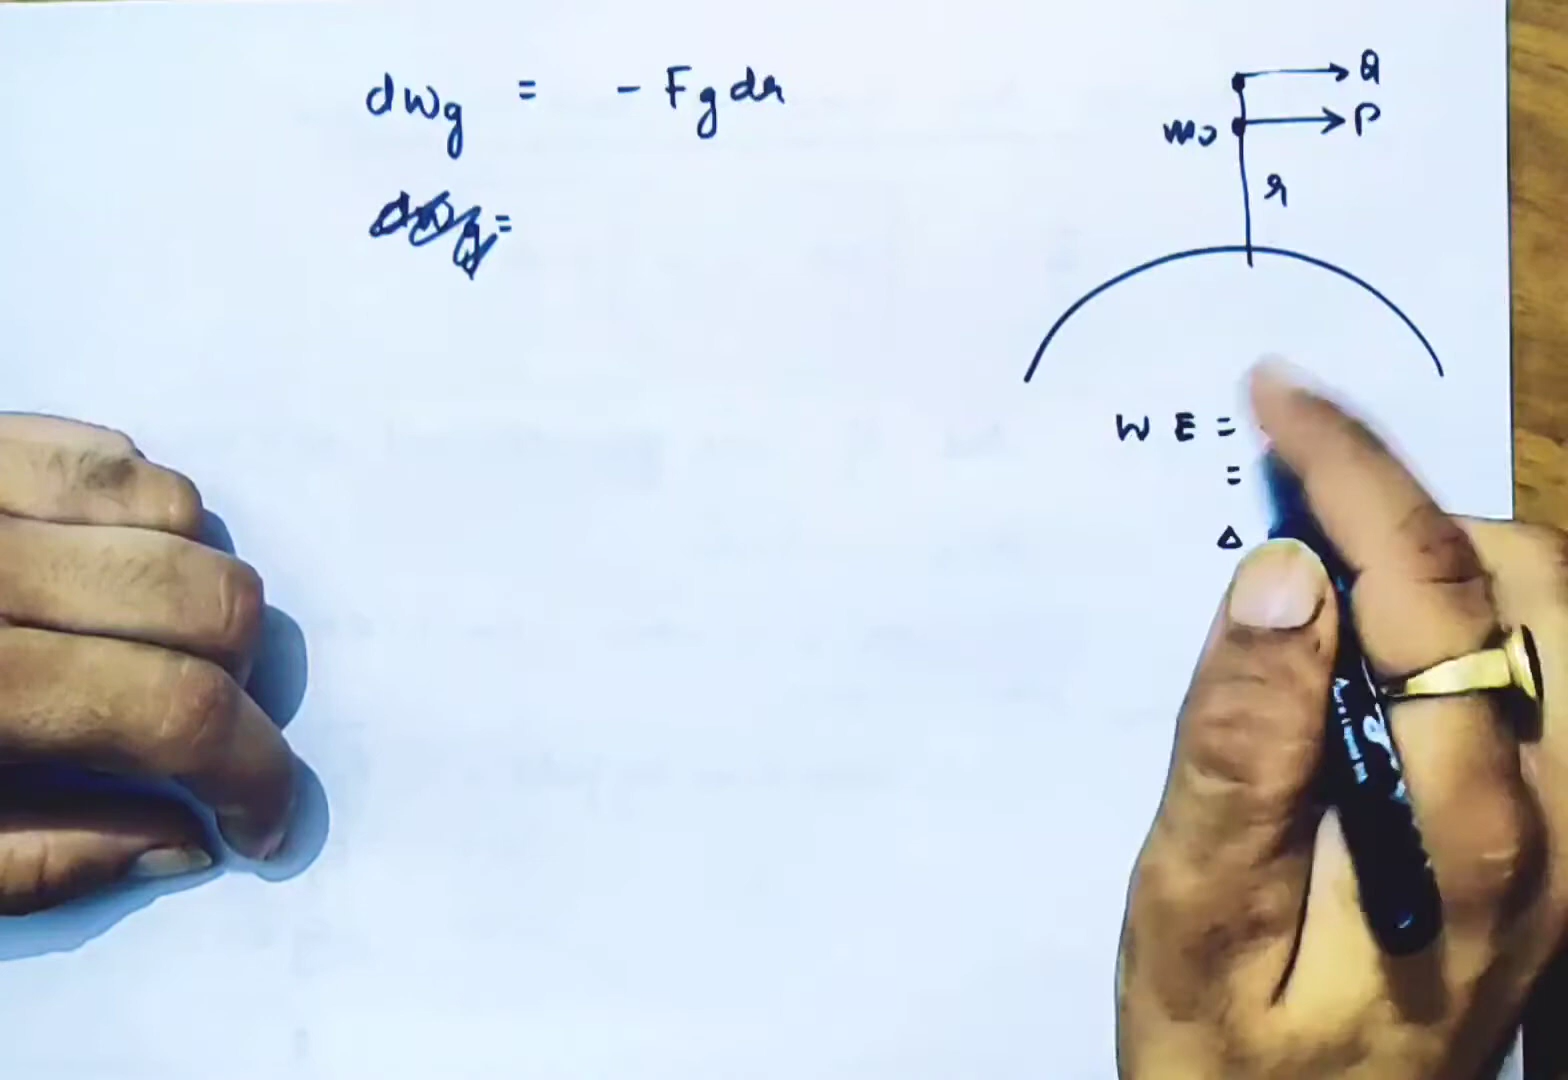 dWg = - Fg dr
Q
m₀ P
r
W E =
=
Δ